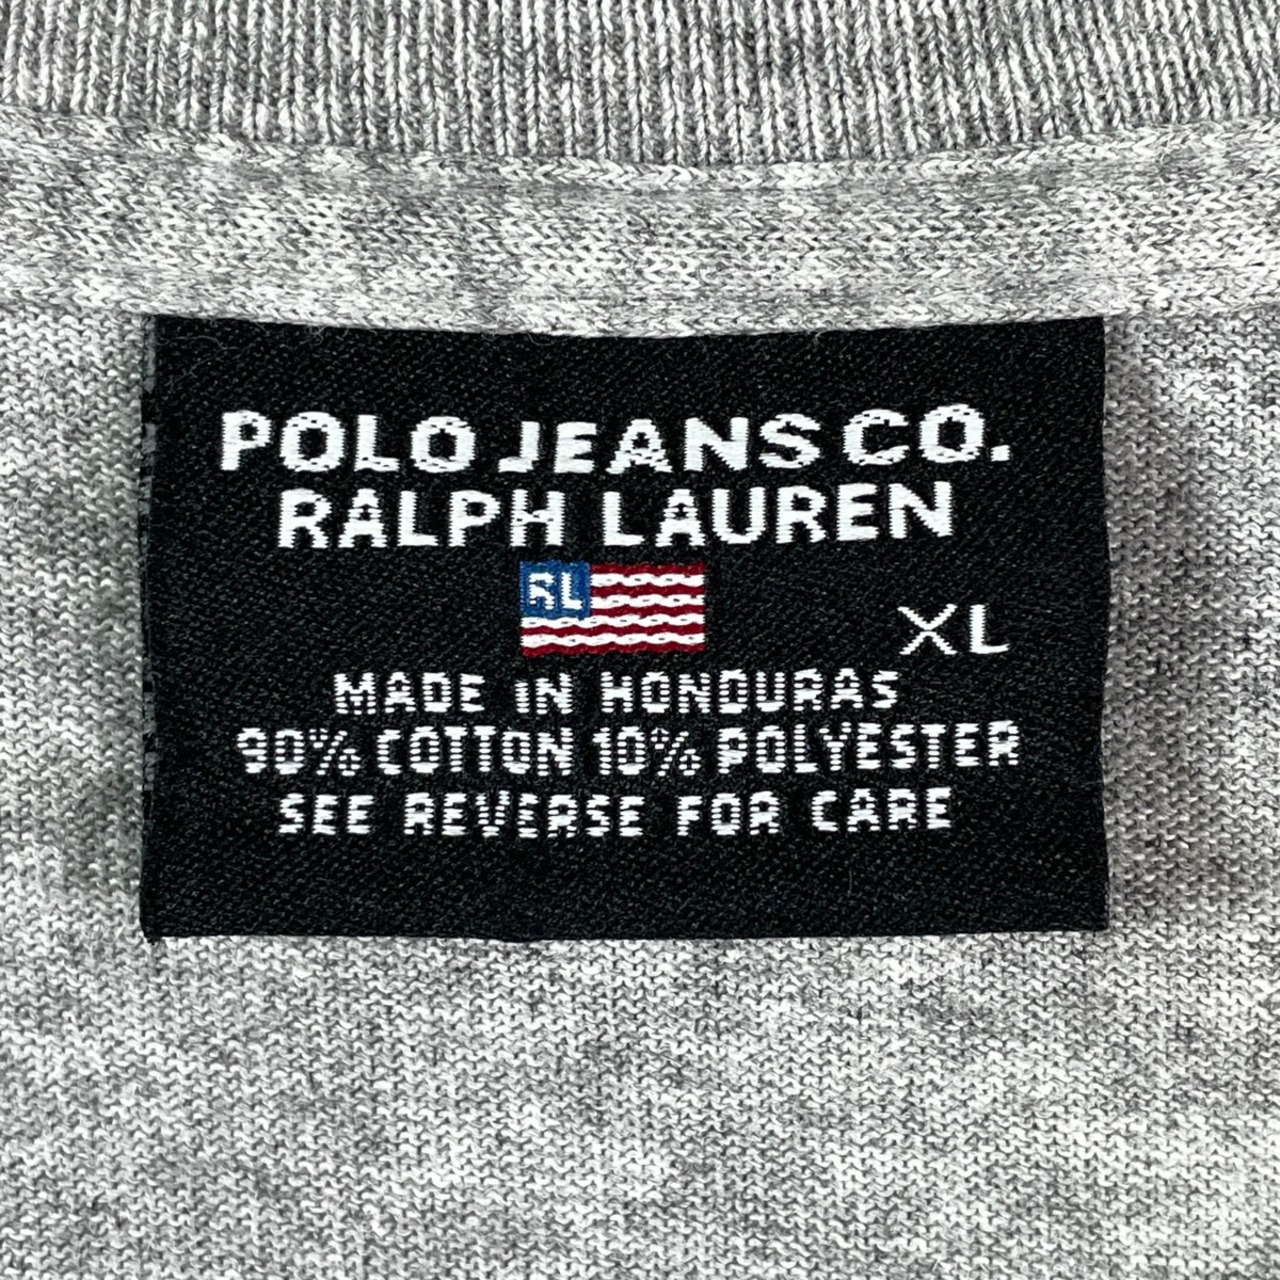 POLO JEANS CO.
RALPH LAUREN
RL
XL
MADE IN HONDURAS
90% COTTON 10% POLYESTER
SEE REVERSE FOR CARE